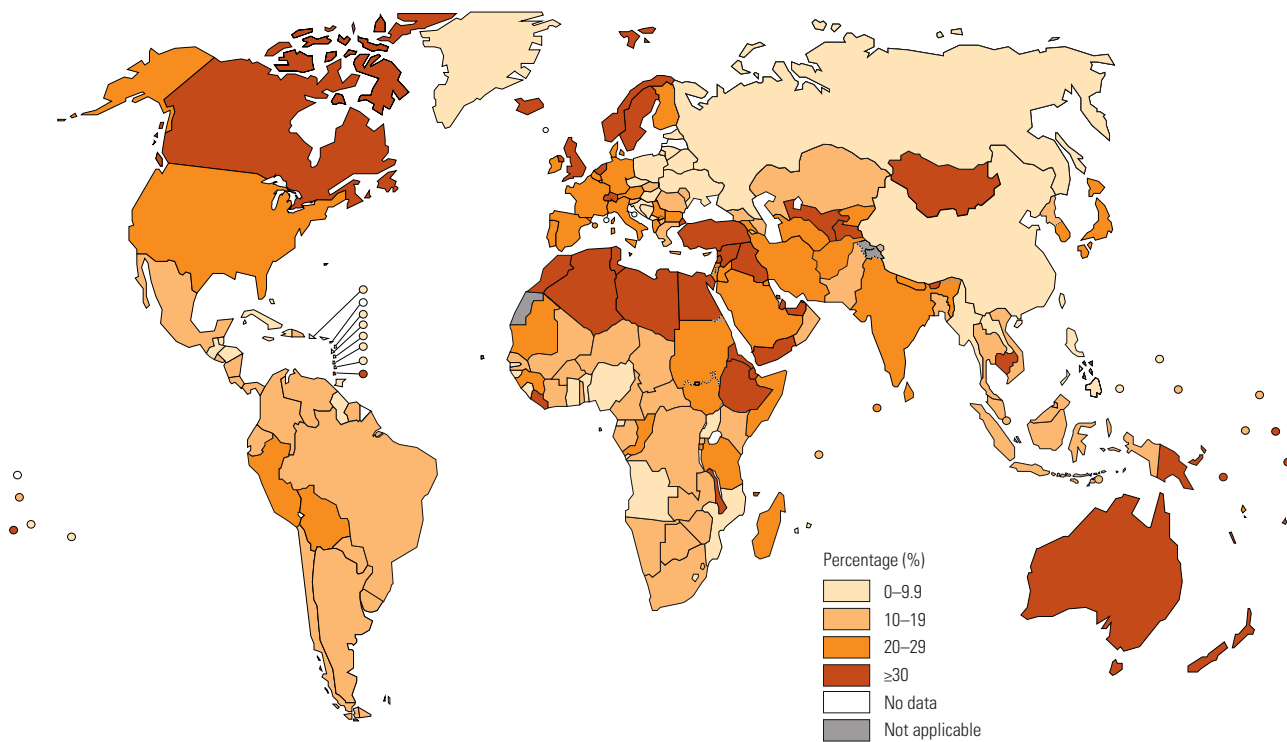 Percentage (%)
0–9.9
10–19
20–29
≥30
No data
Not applicable